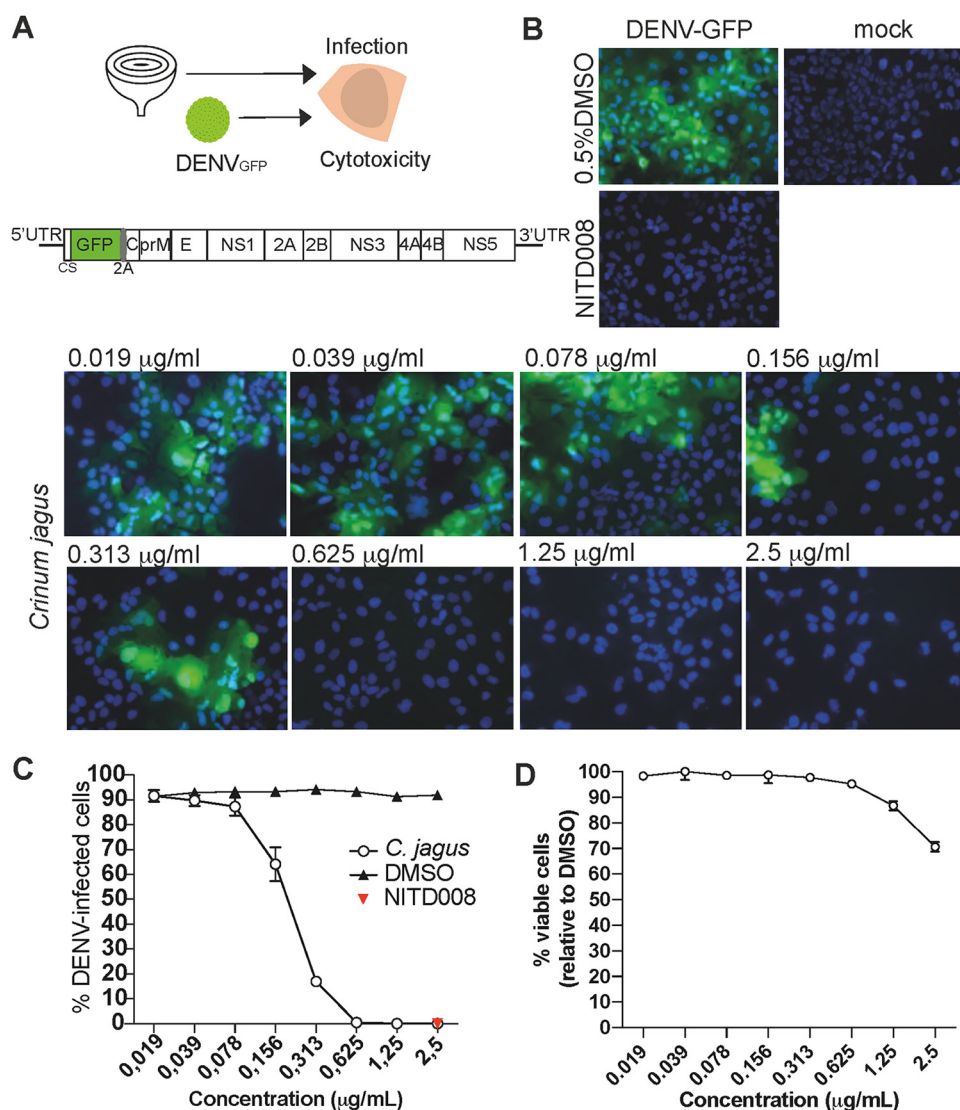 A
Infection
DENVGFP
Cytotoxicity
5'UTR
GFP
C
prM
E
NS1
2A
2B
NS3
4A
4B
NS5
3'UTR
CS
2A
B
DENV-GFP
mock
0.5%DMSO
NITD008
Crinum jagus
0.019 µg/ml
0.039 µg/ml
0.078 µg/ml
0.156 µg/ml
0.313 µg/ml
0.625 µg/ml
1.25 µg/ml
2.5 µg/ml
C
% DENV-infected cells
100
90
80
70
60
50
40
30
20
10
0
C. jagus
DMSO
NITD008
0,019
0,039
0,078
0,156
0,313
0,625
1,25
2,5
Concentration (µg/mL)
D
% viable cells
(relative to DMSO)
100
90
80
70
60
50
40
30
20
10
0
0.019
0.039
0.078
0.156
0.313
0.625
1.25
2.5
Concentration (µg/mL)